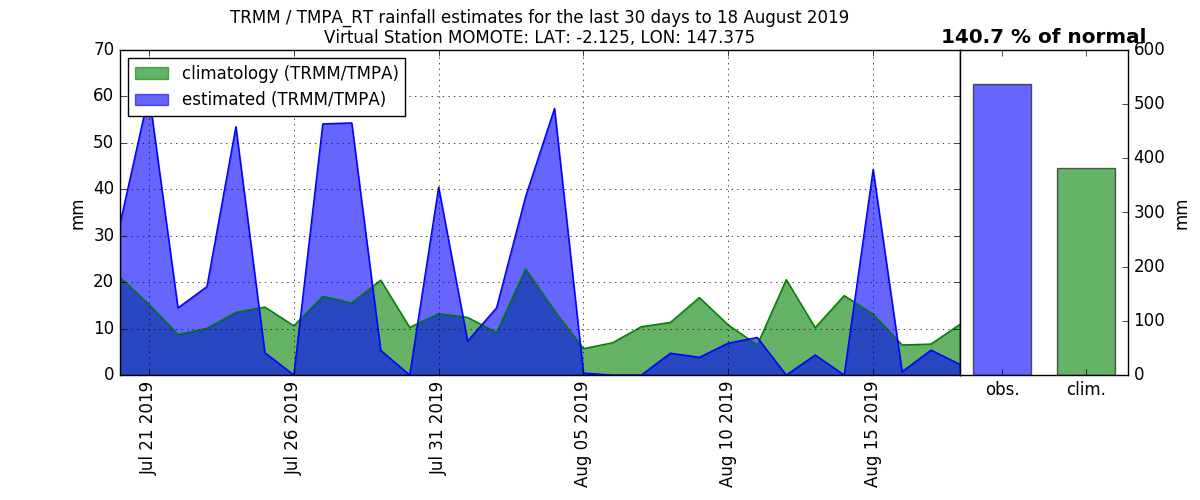 TRMM / TMPA_RT rainfall estimates for the last 30 days to 18 August 2019
Virtual Station MOMOTE: LAT: -2.125, LON: 147.375
140.7 % of normal
climatology (TRMM/TMPA)
estimated (TRMM/TMPA)
70
60
50
40
30
20
10
0
mm
Jul 21 2019
Jul 26 2019
Jul 31 2019
Aug 05 2019
Aug 10 2019
Aug 15 2019
600
500
400
300
200
100
0
mm
obs.
clim.